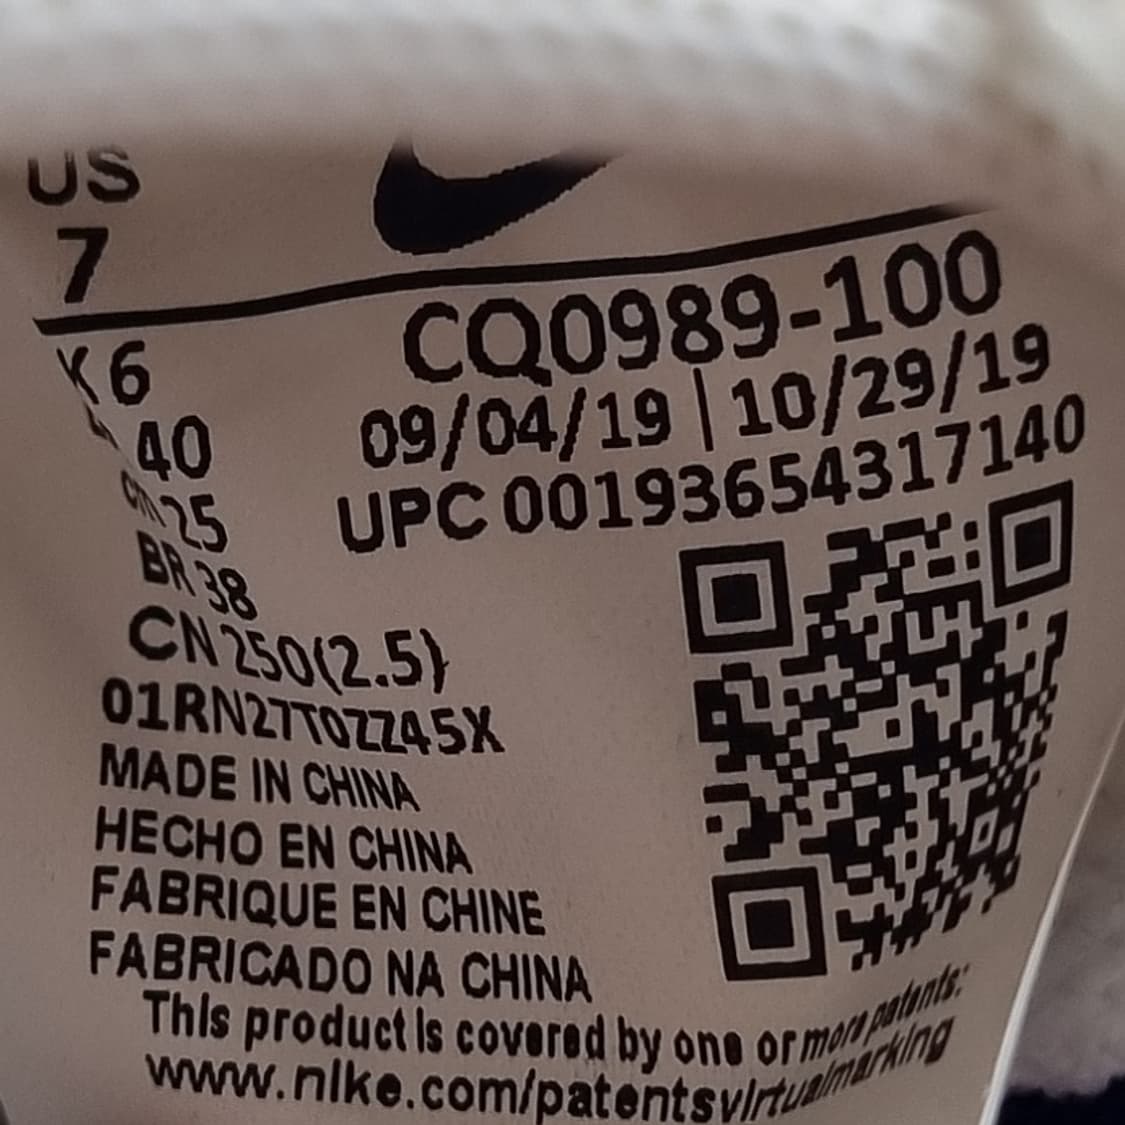 US
7
CQ0989-100
K 6
09/04/19 | 10/29/19
40
UPC 00193654317140
cm 25
BR 38
CN 250(2.5)
01RN27T0ZZ45X
MADE IN CHINA
HECHO EN CHINA
FABRIQUE EN CHINE
FABRICADO NA CHINA
This product is covered by one or more patents:
www.nike.com/patentsvirtualmarking